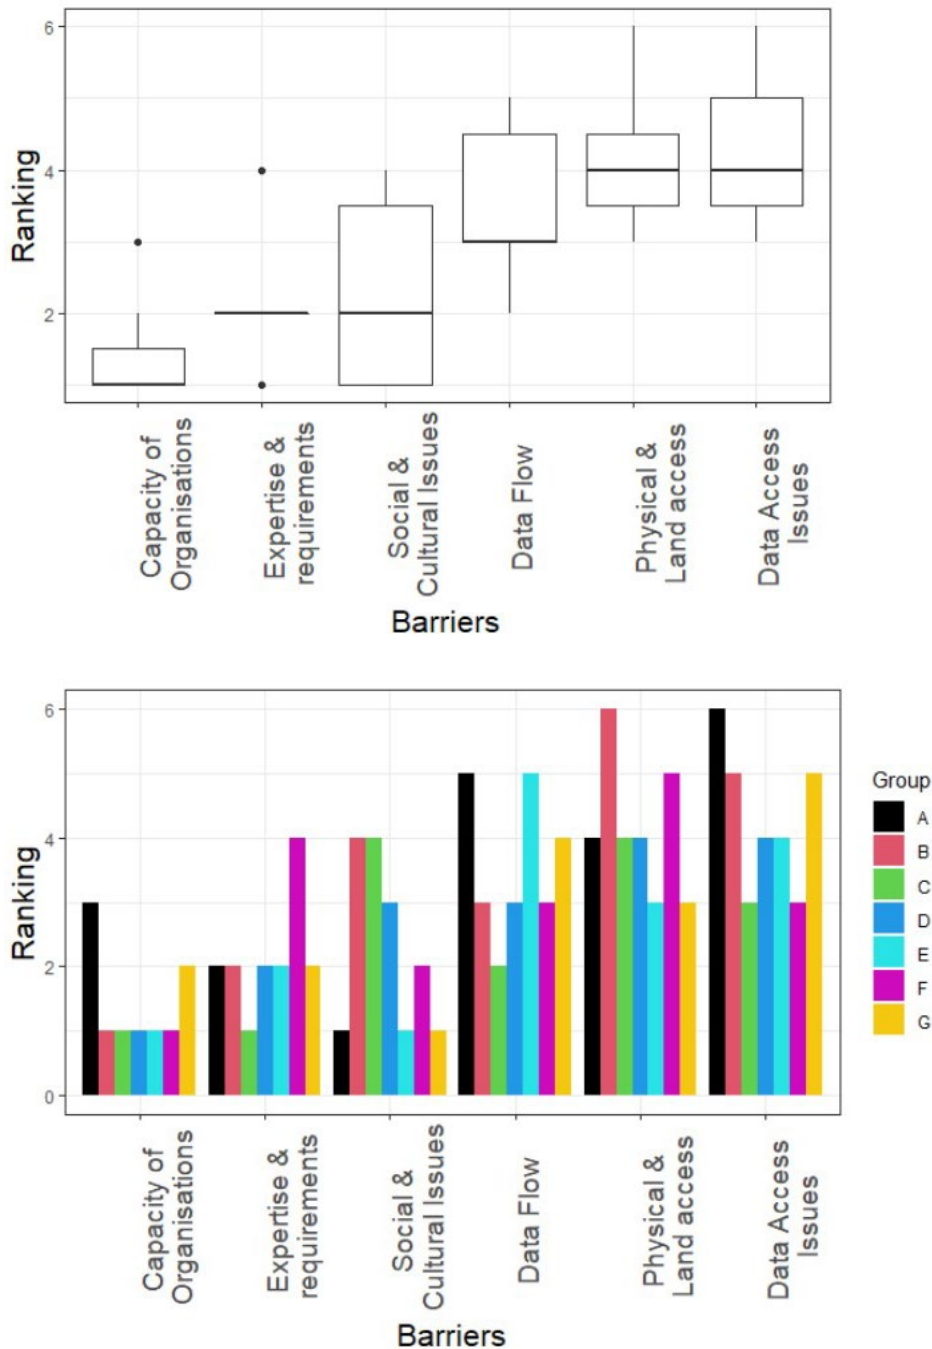 6
4
2
Ranking
Capacity of
Organisations
Expertise &
requirements
Social &
Cultural Issues
Data Flow
Physical &
Land access
Data Access
Issues
Barriers
6
4
2
0
Ranking
Capacity of
Organisations
Expertise &
requirements
Social &
Cultural Issues
Data Flow
Physical &
Land access
Data Access
Issues
Barriers
Group
A
B
C
D
E
F
G